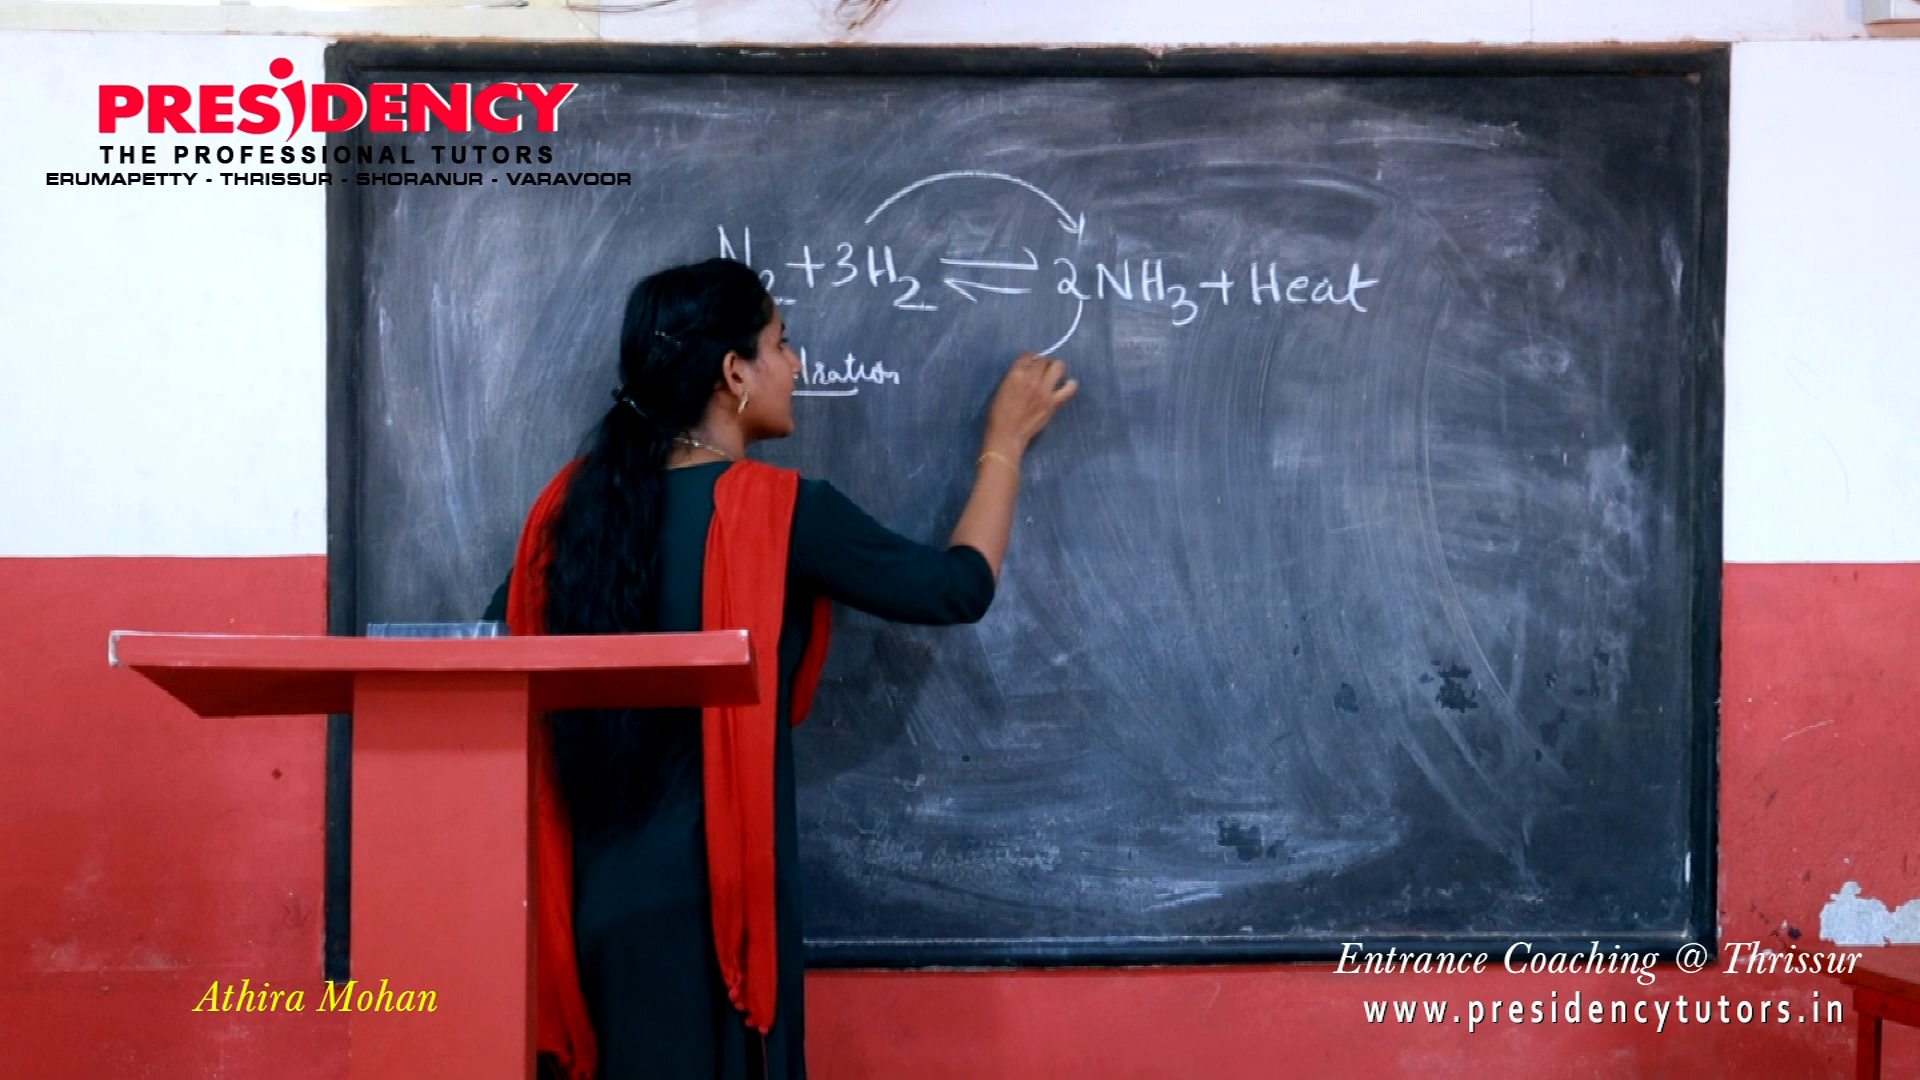 PRESiDENCY
THE PROFESSIONAL TUTORS
ERUMAPETTY - THRISSUR - SHORANUR - VARAVOOR
N₂ + 3H₂ ⇌ 2NH₃ + Heat
Athira Mohan
Entrance Coaching @ Thrissur
www.presidencytutors.in